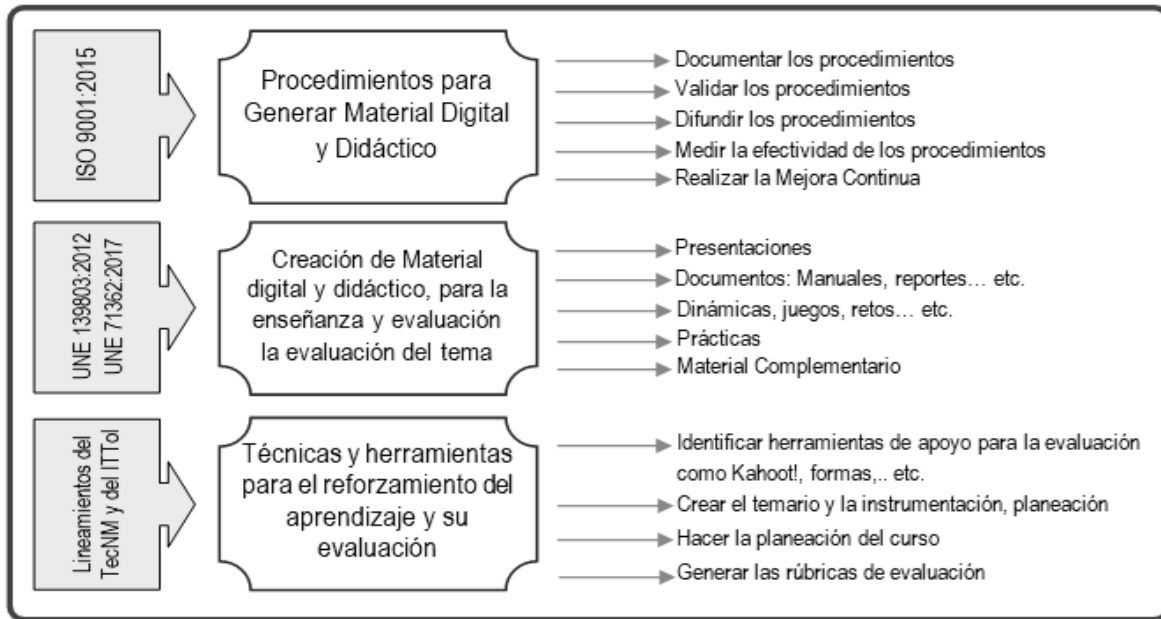 ISO 9001:2015
Procedimientos para
Generar Material Digital
y Didáctico
Documentar los procedimientos
Validar los procedimientos
Difundir los procedimientos
Medir la efectividad de los procedimientos
Realizar la Mejora Continua
UNE 139803:2012
UNE 71362:2017
Creación de Material
digital y didáctico, para la
enseñanza y evaluación
la evaluación del tema
Presentaciones
Documentos: Manuales, reportes… etc.
Dinámicas, juegos, retos… etc.
Prácticas
Material Complementario
Lineamientos del
TecNM y del ITTol
Técnicas y herramientas
para el reforzamiento del
aprendizaje y su
evaluación
Identificar herramientas de apoyo para la evaluación
como Kahoot!, formas,.. etc.
Crear el temario y la instrumentación, planeación
Hacer la planeación del curso
Generar las rúbricas de evaluación